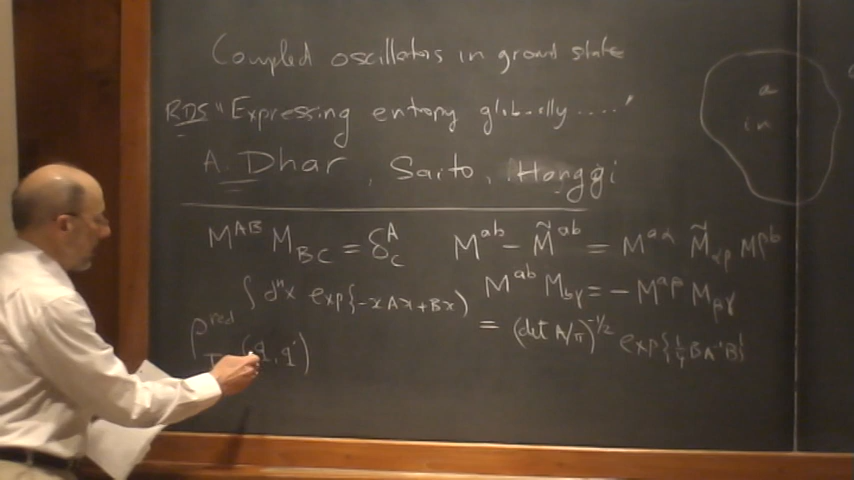 Coupled oscillators in ground state
RDS "Expressing entropy globally ....."
A. Dhar, Saito, Hanggi
a
in
M^{AB} M_{BC} = δ^A_C
M^{ab} - M̃^{ab} = M^{aα} M̃_{αβ} M^{βb}
M^{ab} M_{bγ} = - M^{aβ} M_{βγ}
∫ d^n x exp{-xAx+Bx}
= (det A/π)^{-1/2} exp{¼ B A^{-1} B}
ρ^{red} (q, q')